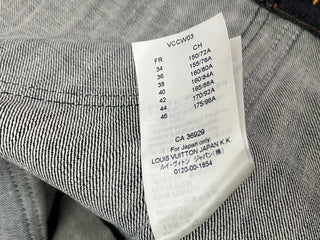 VCCW03
FR CH
34 150/72A
36 155/76A
38 160/80A
40 160/84A
42 165/88A
44 170/92A
46 175/96A
CA 36929
For Japan only
LOUIS VUITTON JAPAN K.K.
ルイ・ヴィトン ジャパン(株)
0120-00-1854